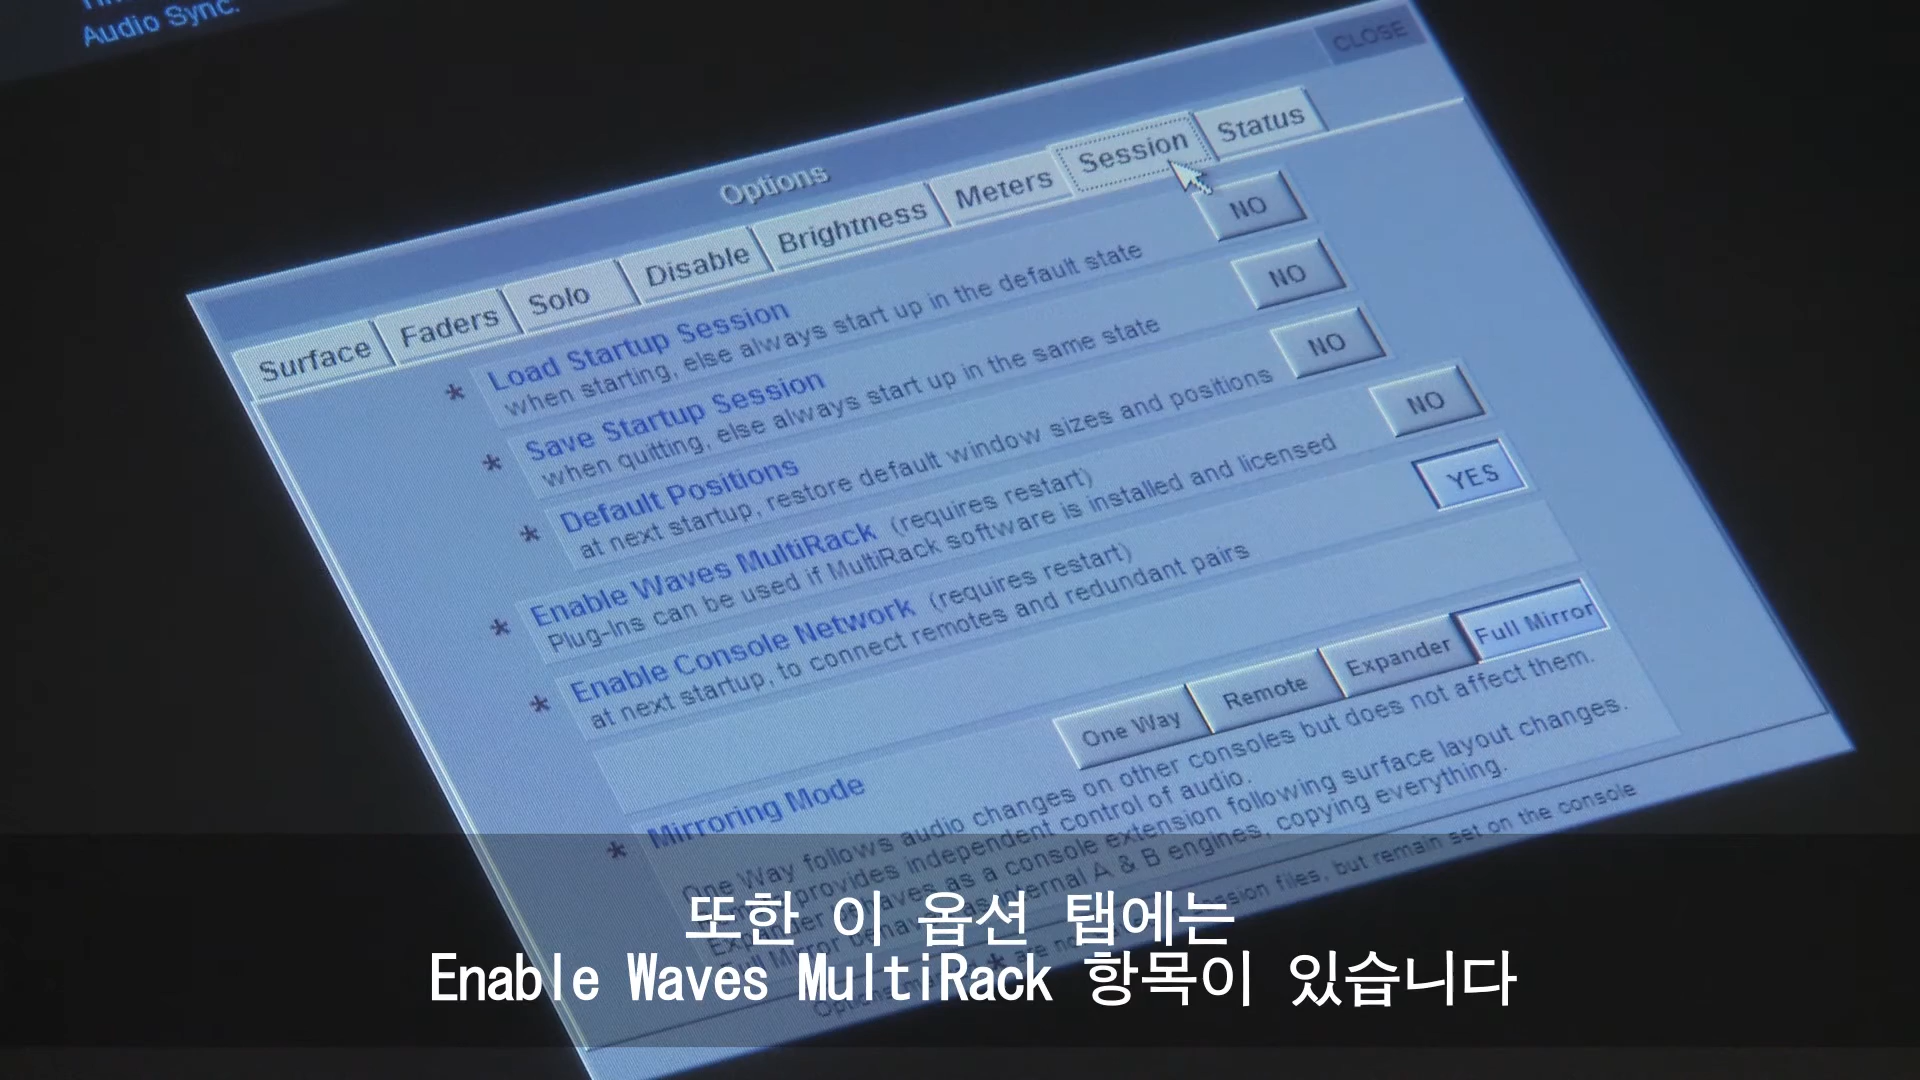 Audio Sync.
CLOSE
Options
Surface
Faders
Solo
Disable
Brightness
Meters
Session
Status
* Load Startup Session
when starting, else always start up in the default state
NO
* Save Startup Session
when quitting, else always start up in the same state
NO
* Default Positions
at next startup, restore default window sizes and positions
NO
* Enable Waves MultiRack (requires restart)
Plug-Ins can be used if MultiRack software is installed and licensed
NO
* Enable Console Network (requires restart)
at next startup, to connect remotes and redundant pairs
YES
* Mirroring Mode
One Way
Remote
Expander
Full Mirror
One Way follows audio changes on other consoles but does not affect them.
provides independent control of audio.
Expander behaves as a console extension following surface layout changes.
Full Mirror internal A & B engines, copying everything.
* are session files, but remain set on the console
또한 이 옵션 탭에는
Enable Waves MultiRack 항목이 있습니다